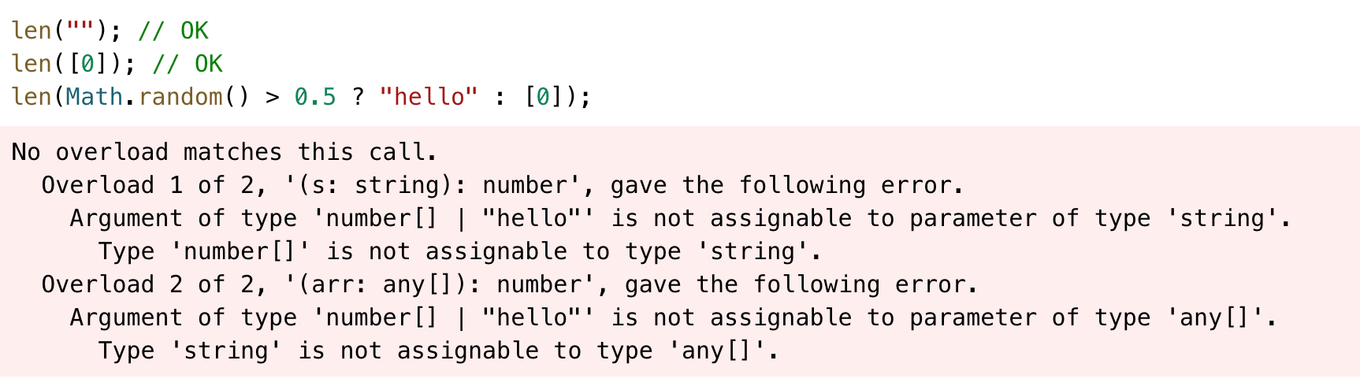 len(""); // OK
len([0]); // OK
len(Math.random() > 0.5 ? "hello" : [0]);
No overload matches this call.
Overload 1 of 2, '(s: string): number', gave the following error.
Argument of type 'number[] | "hello"' is not assignable to parameter of type 'string'.
Type 'number[]' is not assignable to type 'string'.
Overload 2 of 2, '(arr: any[]): number', gave the following error.
Argument of type 'number[] | "hello"' is not assignable to parameter of type 'any[]'.
Type 'string' is not assignable to type 'any[]'.